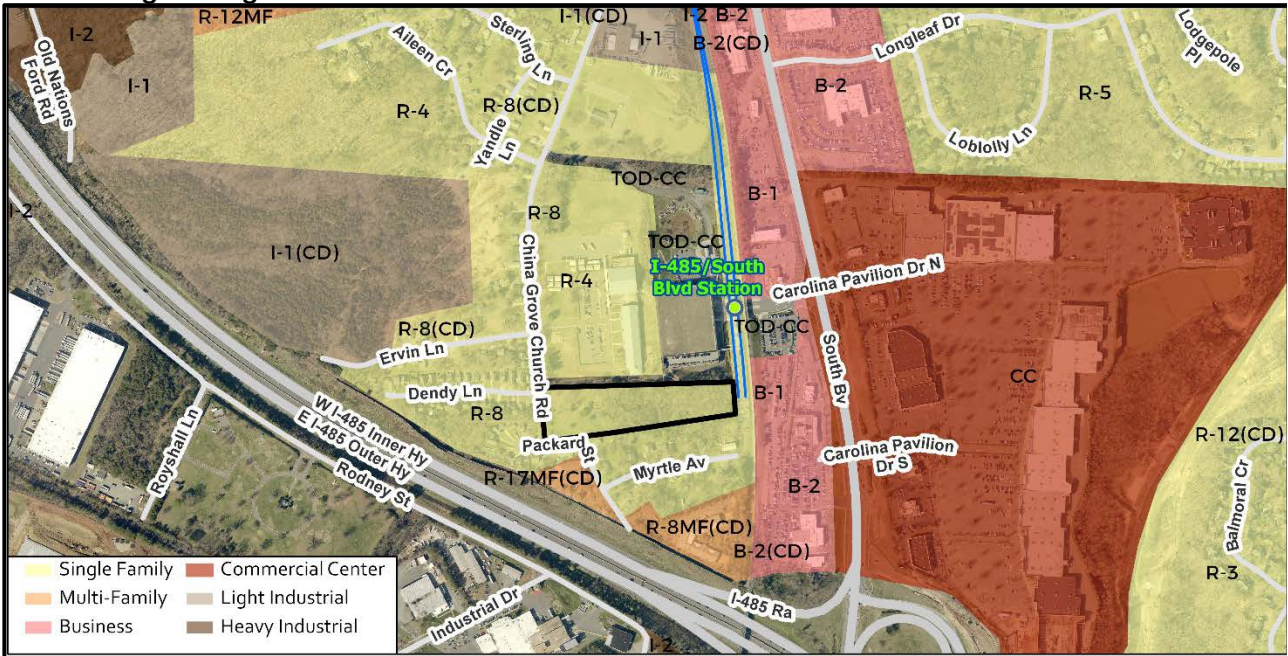 R-12MF
I-1(CD)
I-2
B-2
I-2
Old Nations
Ford Rd
I-1
Aileen Cr
Sterling Ln
I-1
B-2(CD)
Longleaf Dr
Lodgepole
Pl
R-4
R-8(CD)
Yandle
Ln
B-2
R-5
Loblolly Ln
TOD-CC
B-1
I-2
R-8
I-1(CD)
China Grove Church Rd
R-4
TOD-CC
I-485/South
Blvd Station
Carolina Pavilion Dr N
TOD-CC
R-8(CD)
Ervin Ln
South Bv
CC
Dendy Ln
R-8
B-1
W I-485 Inner Hy
E I-485 Outer Hy
Rodney St
Royshall Ln
Packard
St
Myrtle Av
Carolina Pavilion
Dr S
R-12(CD)
R-17MF(CD)
B-2
R-8MF(CD)
B-2(CD)
Balmoral Cr
R-3
I-485 Ra
Industrial Dr
I-2
Single Family
Commercial Center
Multi-Family
Light Industrial
Business
Heavy Industrial